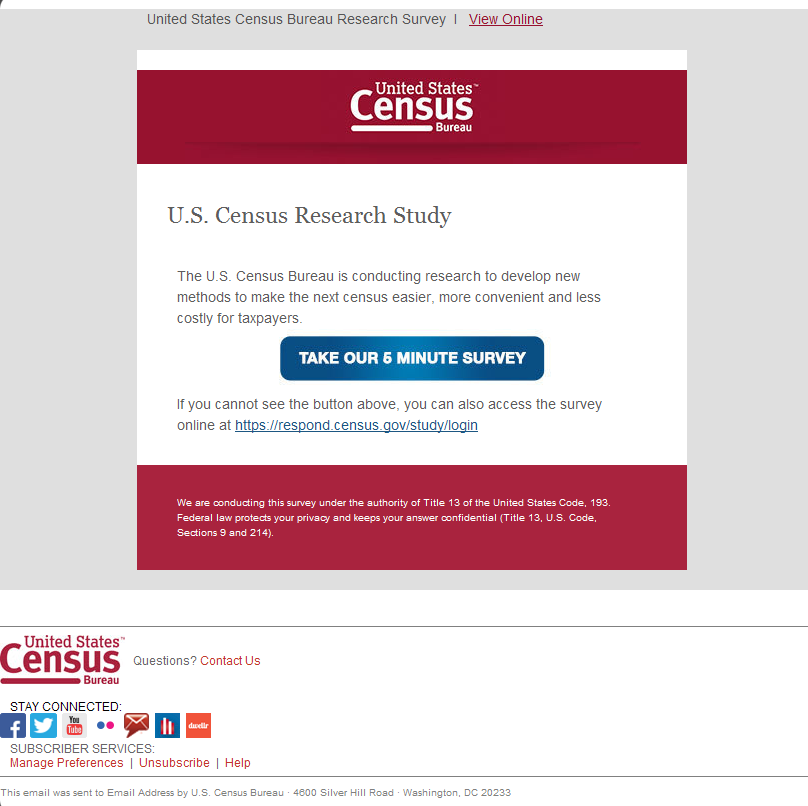 United States Census Bureau Research Survey | View Online
United States™
Census
Bureau
U.S. Census Research Study
The U.S. Census Bureau is conducting research to develop new
methods to make the next census easier, more convenient and less
costly for taxpayers.
TAKE OUR 5 MINUTE SURVEY
If you cannot see the button above, you can also access the survey
online at https://respond.census.gov/study/login
We are conducting this survey under the authority of Title 13 of the United States Code, 193.
Federal law protects your privacy and keeps your answer confidential (Title 13, U.S. Code,
Sections 9 and 214).
United States™
Census
Bureau
Questions? Contact Us
STAY CONNECTED:
You
Tube
dwellr
SUBSCRIBER SERVICES:
Manage Preferences | Unsubscribe | Help
This email was sent to Email Address by U.S. Census Bureau · 4600 Silver Hill Road · Washington, DC 20233